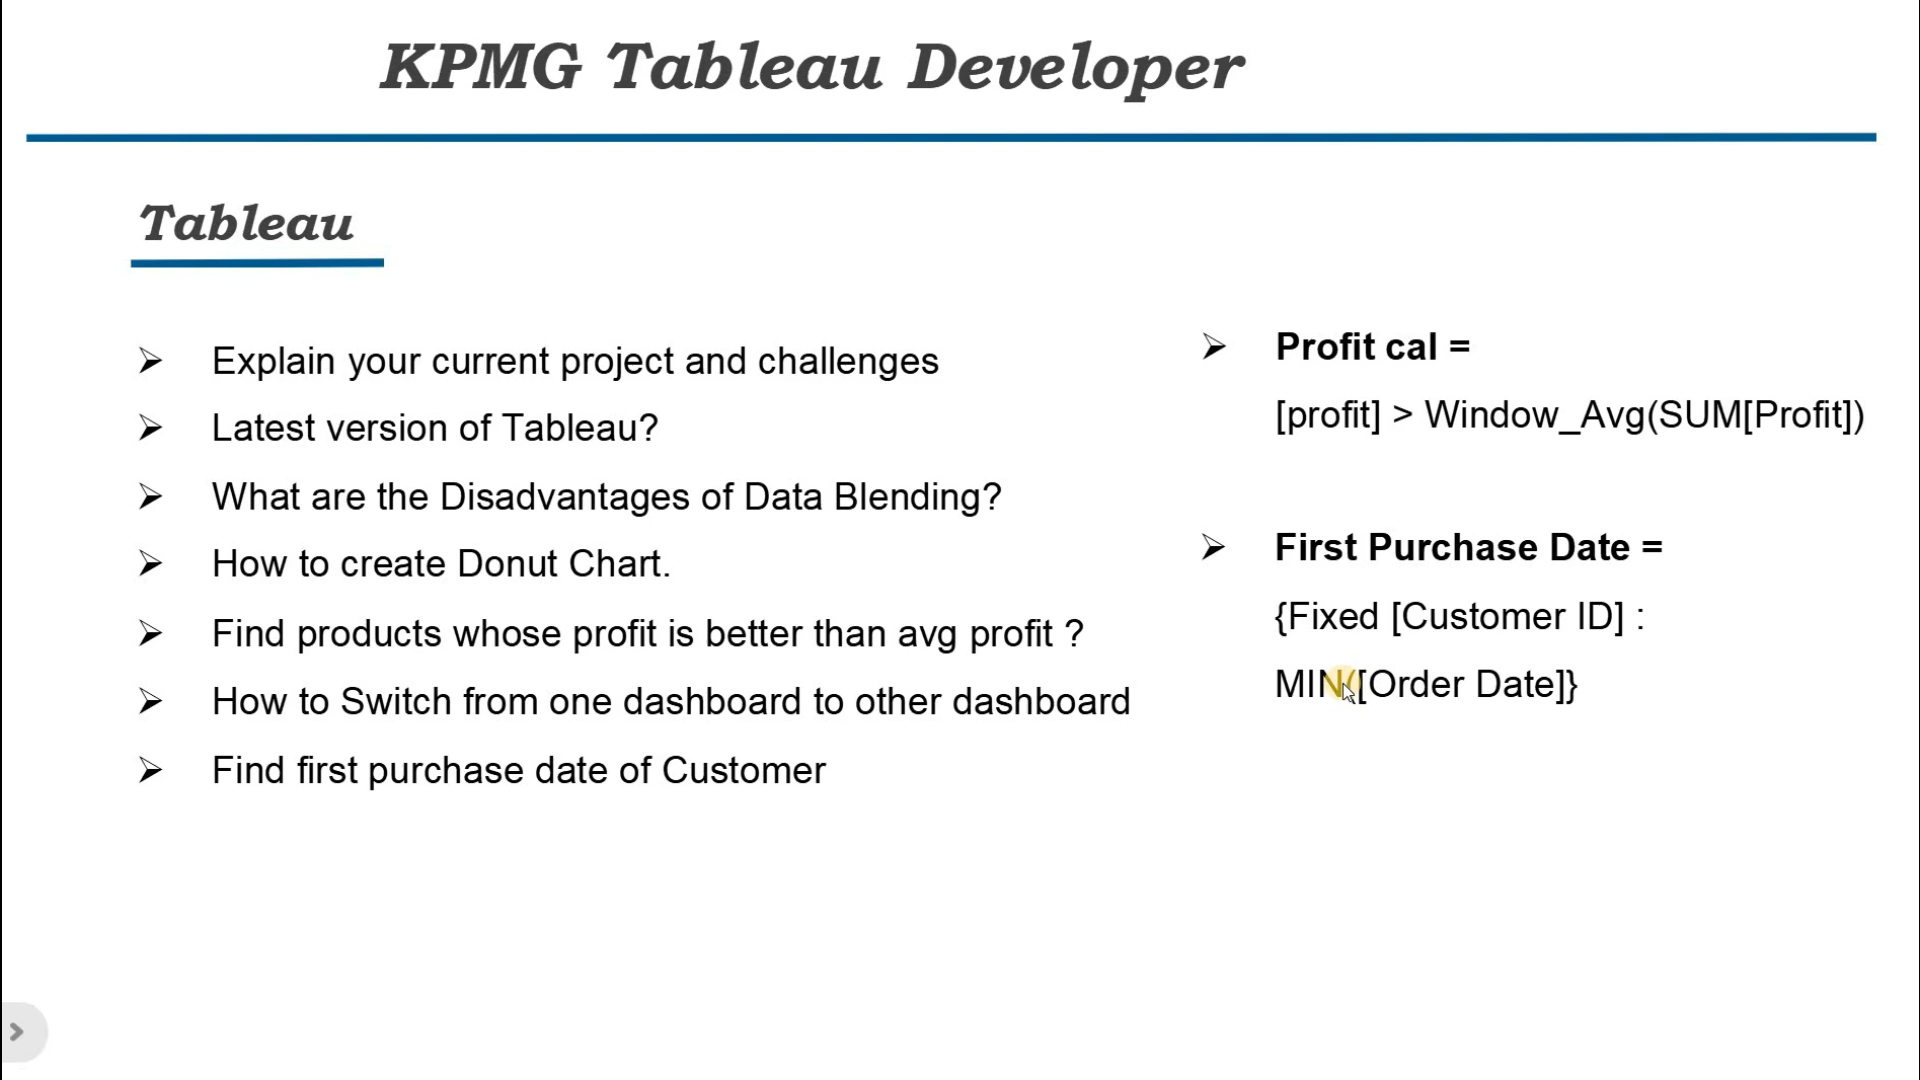 KPMG Tableau Developer
Tableau
Explain your current project and challenges
Latest version of Tableau?
What are the Disadvantages of Data Blending?
How to create Donut Chart.
Find products whose profit is better than avg profit ?
How to Switch from one dashboard to other dashboard
Find first purchase date of Customer
Profit cal =
[profit] > Window_Avg(SUM[Profit])
First Purchase Date =
{Fixed [Customer ID] :
MIN([Order Date]}